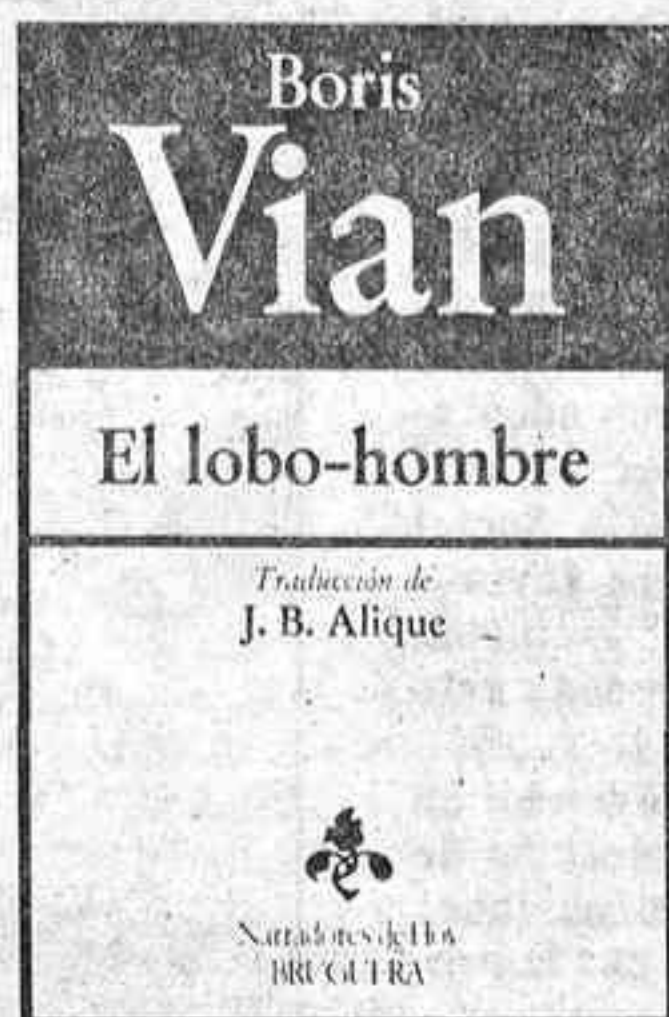 Boris
Vian
El lobo-hombre
Traducción de
J. B. Alique
Narradores de Hoy
BRUGUERA